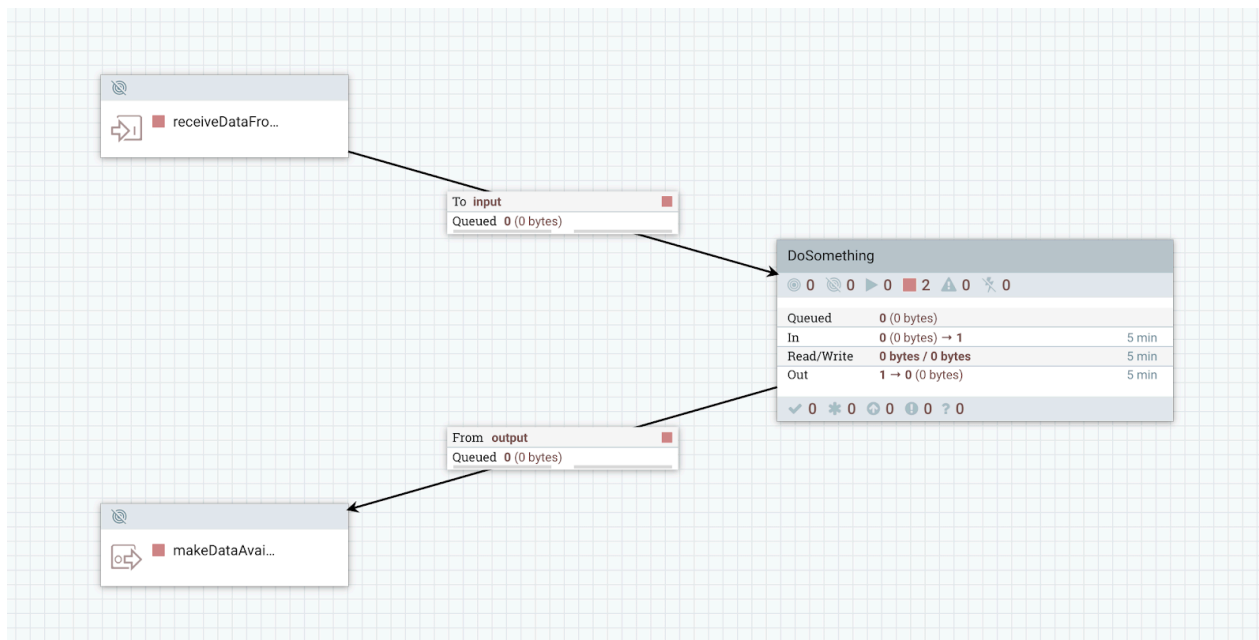 receiveDataFro...
To input
Queued 0 (0 bytes)
DoSomething
0 0 0 2 0 0
Queued 0 (0 bytes)
In 0 (0 bytes) → 1 5 min
Read/Write 0 bytes / 0 bytes 5 min
Out 1 → 0 (0 bytes) 5 min
0 0 0 0 ? 0
From output
Queued 0 (0 bytes)
makeDataAvai...